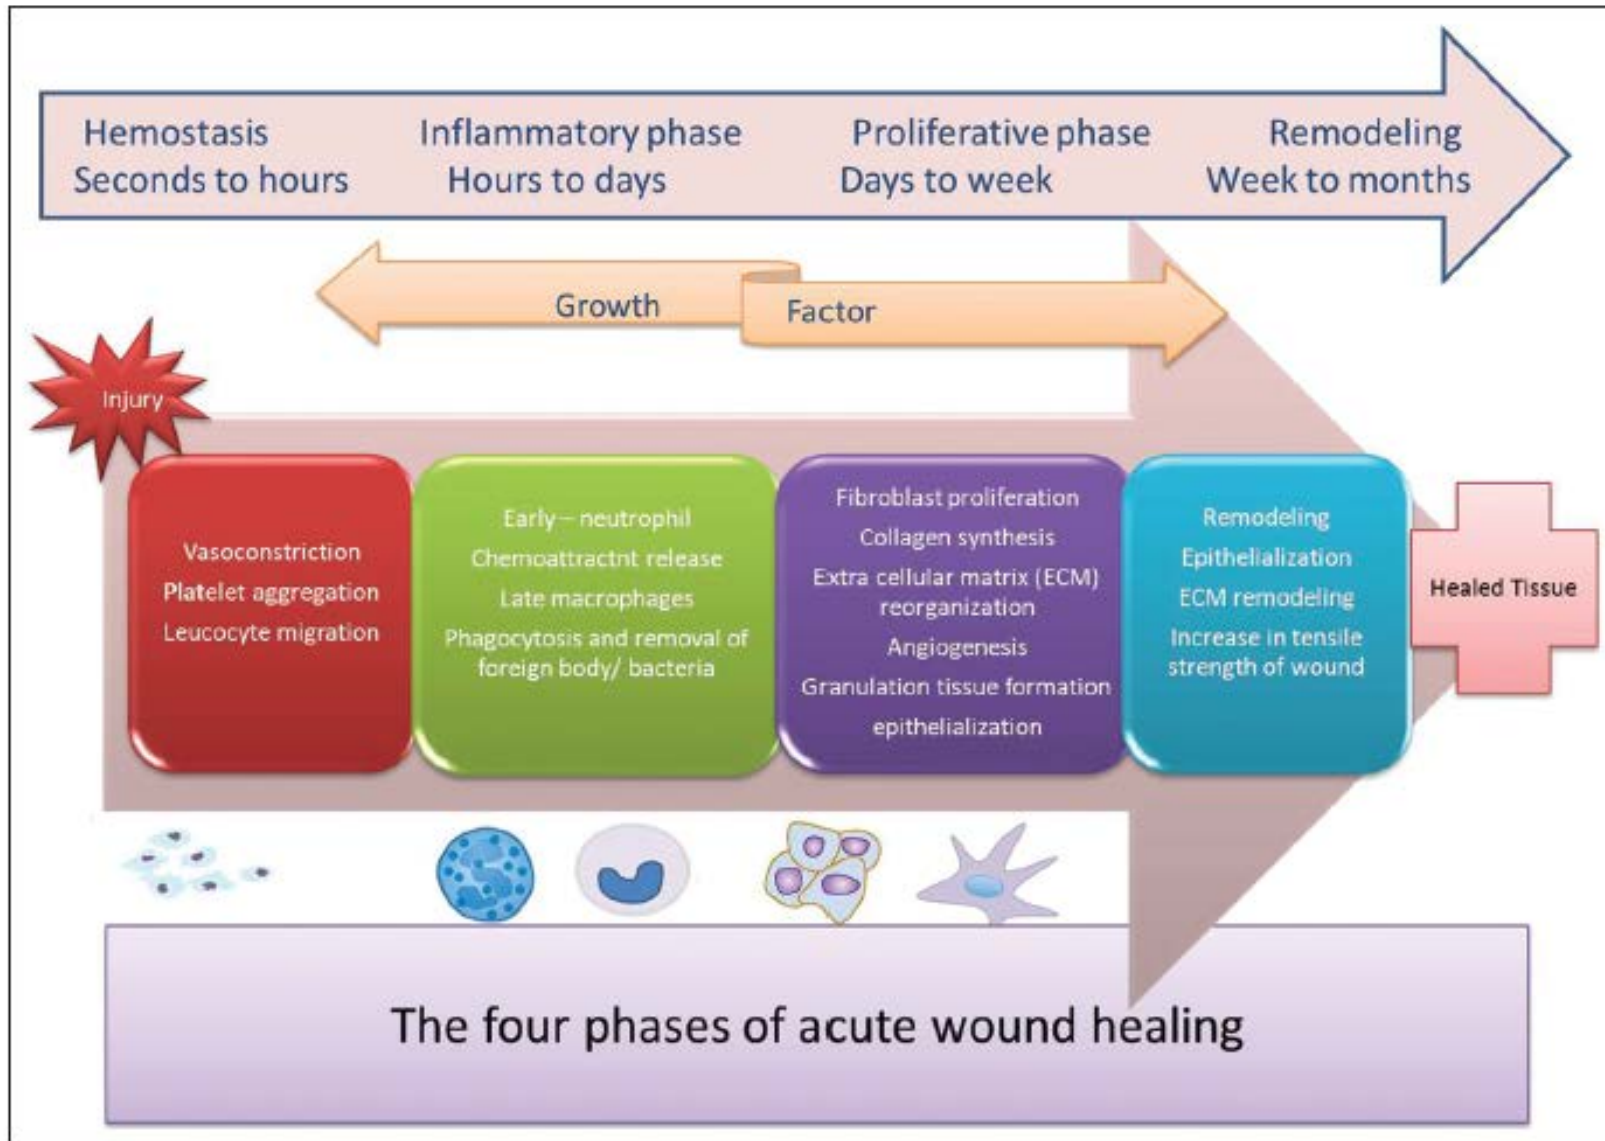 Hemostasis
Seconds to hours
Inflammatory phase
Hours to days
Proliferative phase
Days to week
Remodeling
Week to months
Growth
Factor
Injury
Vasoconstriction
Platelet aggregation
Leucocyte migration
Early – neutrophil
Chemoattractnt release
Late macrophages
Phagocytosis and removal of
foreign body/ bacteria
Fibroblast proliferation
Collagen synthesis
Extra cellular matrix (ECM)
reorganization
Angiogenesis
Granulation tissue formation
epithelialization
Remodeling
Epithelialization
ECM remodeling
Increase in tensile
strength of wound
Healed Tissue
The four phases of acute wound healing